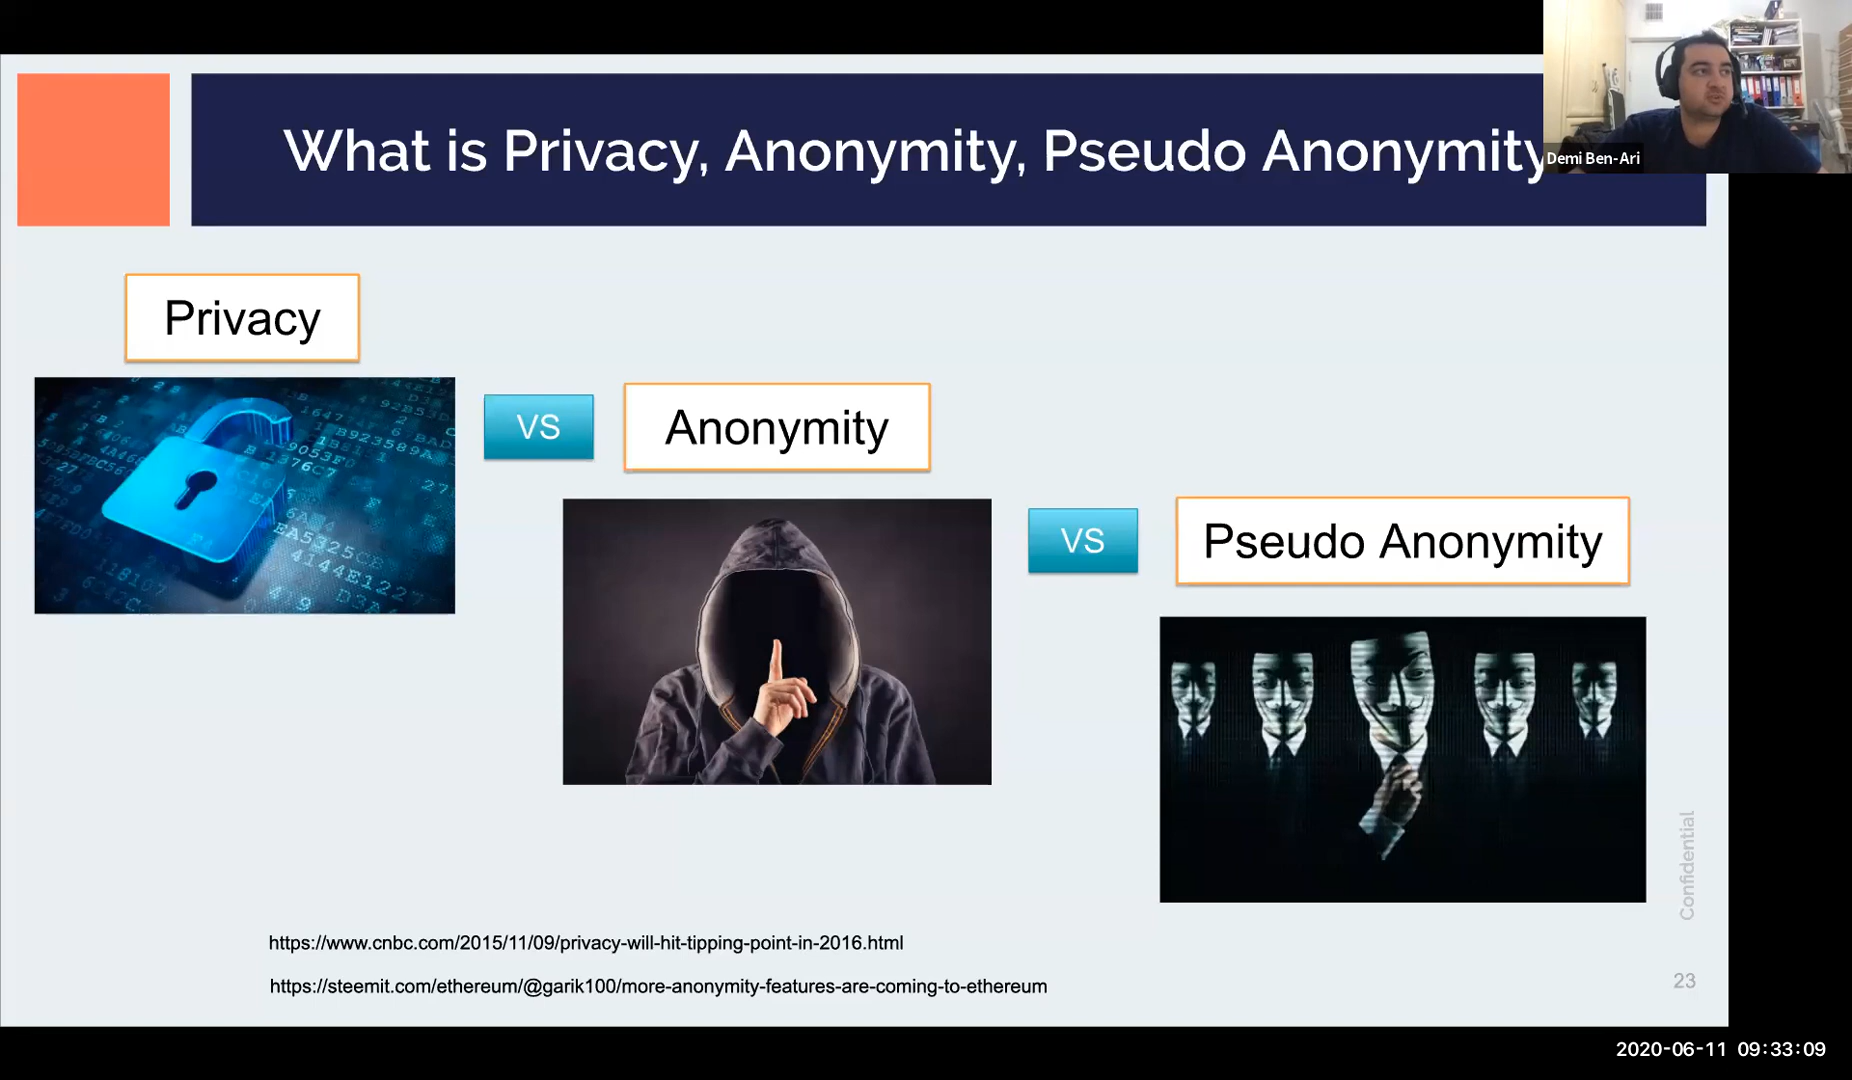 What is Privacy, Anonymity, Pseudo Anonymity
Demi Ben-Ari
Privacy
VS
Anonymity
VS
Pseudo Anonymity
Confidential
https://www.cnbc.com/2015/11/09/privacy-will-hit-tipping-point-in-2016.html
https://steemit.com/ethereum/@garik100/more-anonymity-features-are-coming-to-ethereum
23
2020-06-11 09:33:09